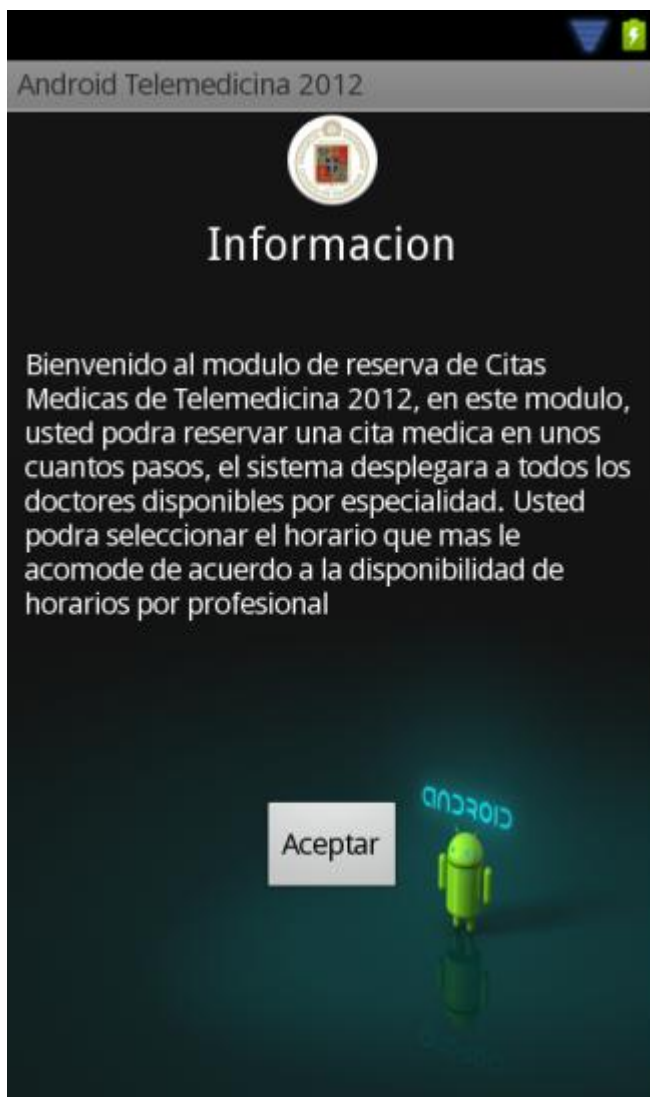 Android Telemedicina 2012
Informacion
Bienvenido al modulo de reserva de Citas
Medicas de Telemedicina 2012, en este modulo,
usted podra reservar una cita medica en unos
cuantos pasos, el sistema desplegara a todos los
doctores disponibles por especialidad. Usted
podra seleccionar el horario que mas le
acomode de acuerdo a la disponibilidad de
horarios por profesional
ANDROID
Aceptar